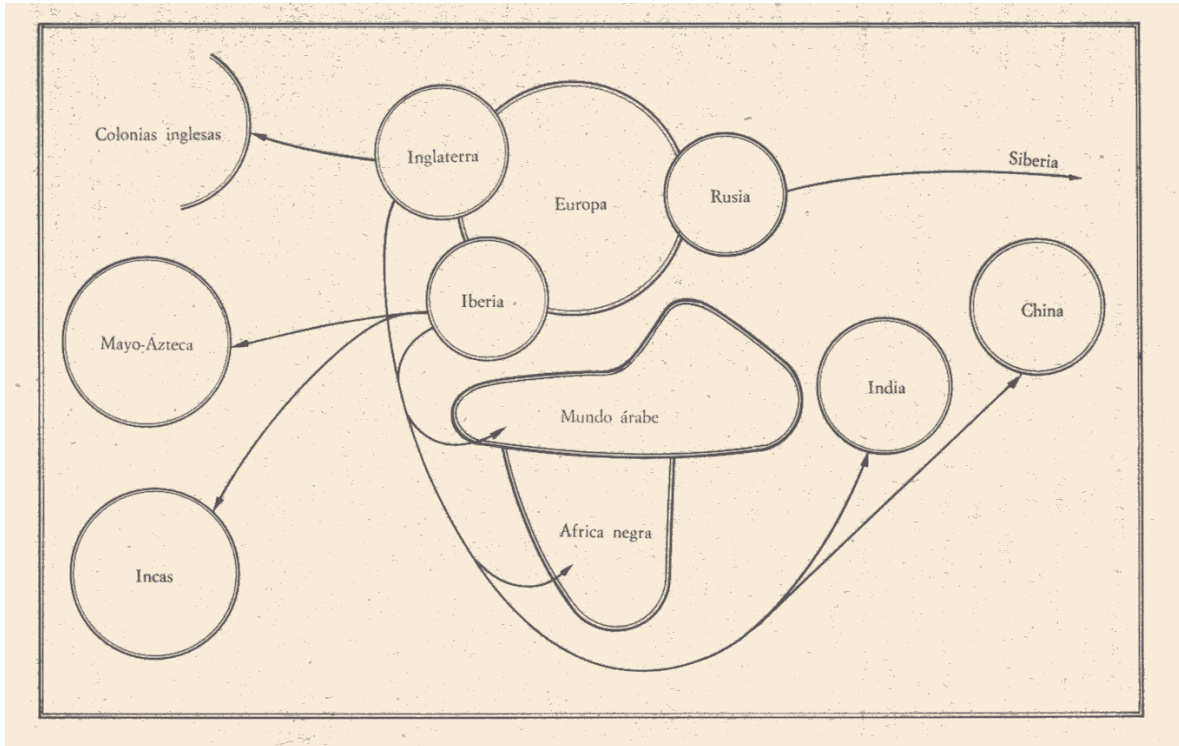 Colonias inglesas
Inglaterra
Europa
Rusia
Siberia
Iberia
Mayo-Azteca
China
India
Mundo árabe
Africa negra
Incas